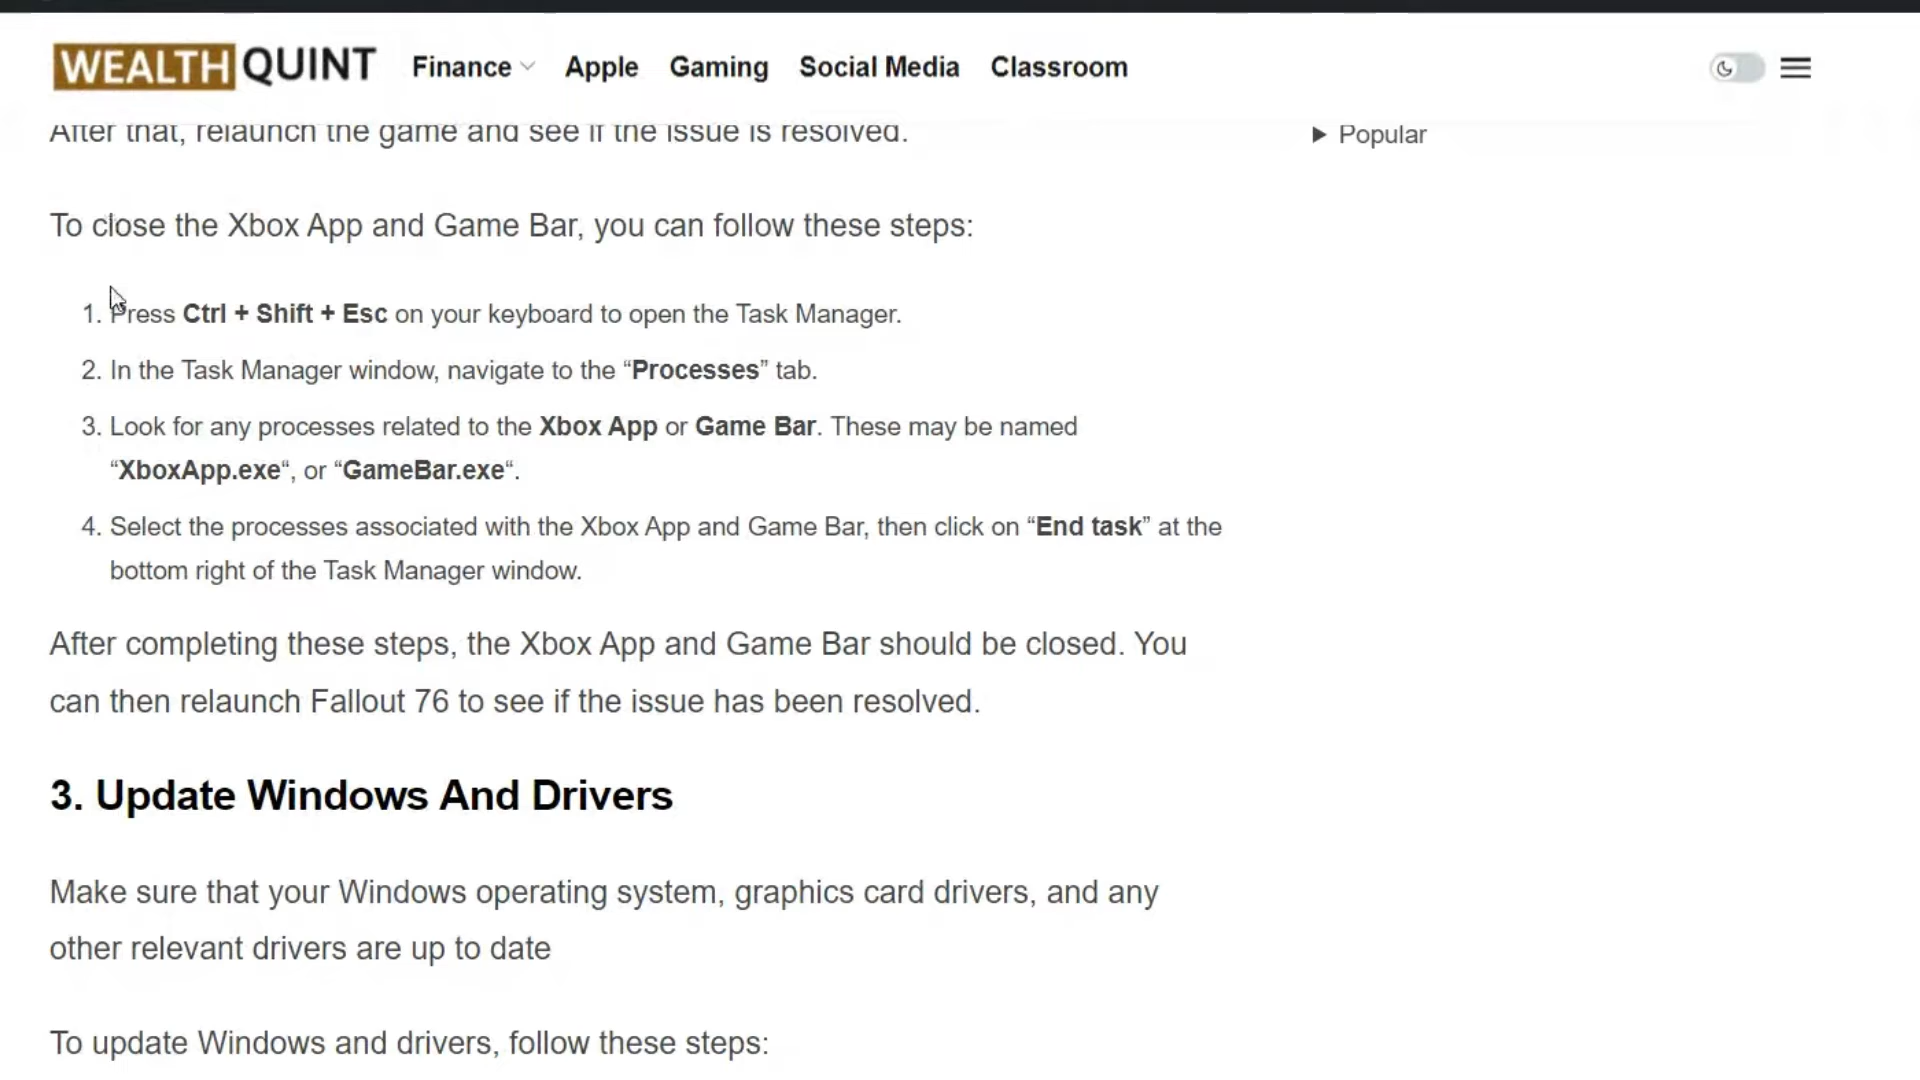 WEALTH QUINT Finance Apple Gaming Social Media Classroom
After that, relaunch the game and see if the issue is resolved.
Popular
To close the Xbox App and Game Bar, you can follow these steps:
1. Press Ctrl + Shift + Esc on your keyboard to open the Task Manager.
2. In the Task Manager window, navigate to the “Processes” tab.
3. Look for any processes related to the Xbox App or Game Bar. These may be named
“XboxApp.exe“, or “GameBar.exe“.
4. Select the processes associated with the Xbox App and Game Bar, then click on “End task” at the
bottom right of the Task Manager window.
After completing these steps, the Xbox App and Game Bar should be closed. You
can then relaunch Fallout 76 to see if the issue has been resolved.
3. Update Windows And Drivers
Make sure that your Windows operating system, graphics card drivers, and any
other relevant drivers are up to date
To update Windows and drivers, follow these steps: